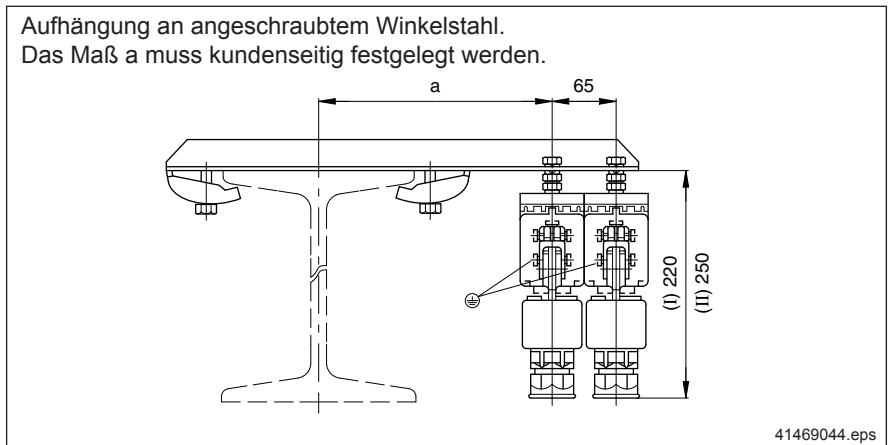 Aufhängung an angeschraubtem Winkelstahl.
Das Maß a muss kundenseitig festgelegt werden.
a
65
(I) 220
(II) 250
41469044.eps